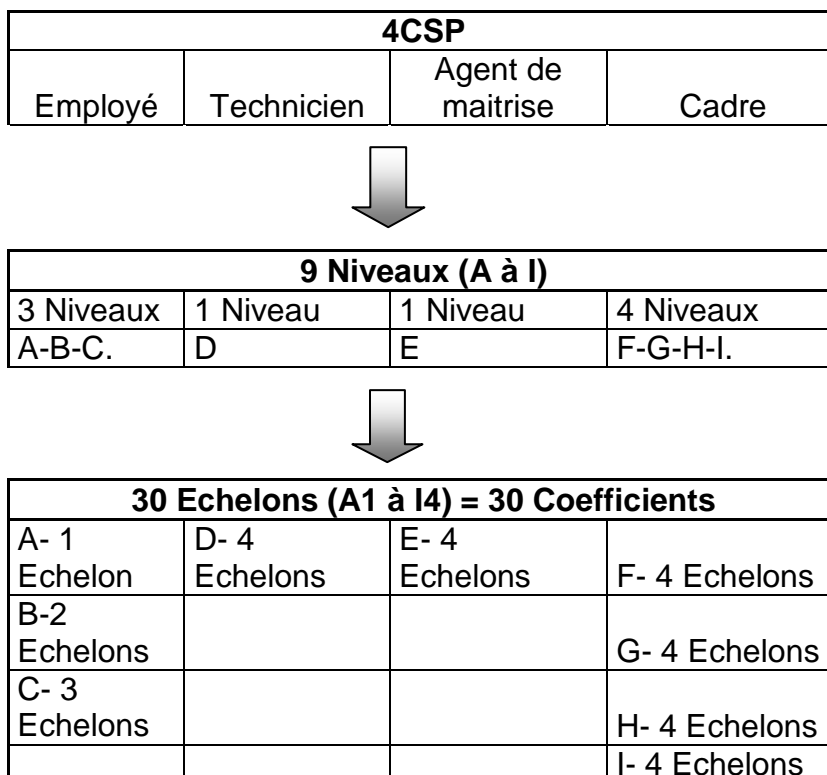 4CSP
Employé Technicien Agent de maitrise Cadre
9 Niveaux (A à I)
3 Niveaux 1 Niveau 1 Niveau 4 Niveaux
A-B-C. D E F-G-H-I.
30 Echelons (A1 à I4) = 30 Coefficients
A- 1 Echelon D- 4 Echelons E- 4 Echelons F- 4 Echelons
B-2 Echelons G- 4 Echelons
C- 3 Echelons H- 4 Echelons
I- 4 Echelons